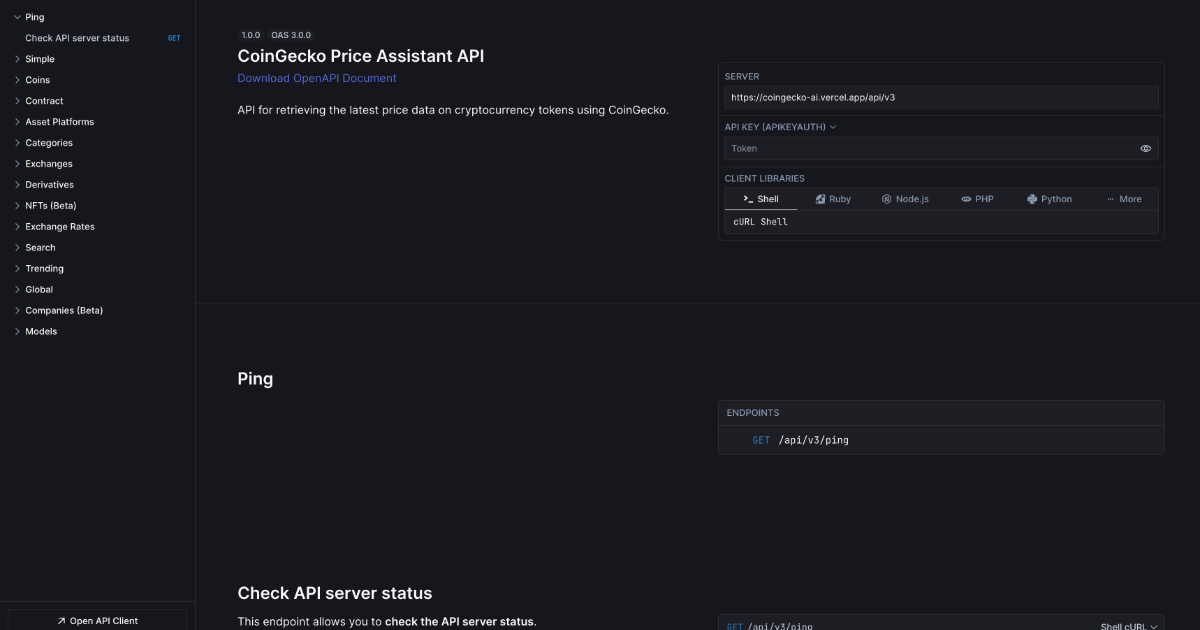 Ping
Check API server status GET
Simple
Coins
Contract
Asset Platforms
Categories
Exchanges
Derivatives
NFTs (Beta)
Exchange Rates
Search
Trending
Global
Companies (Beta)
Models
Open API Client
1.0.0 OAS 3.0.0
CoinGecko Price Assistant API
Download OpenAPI Document
API for retrieving the latest price data on cryptocurrency tokens using CoinGecko.
SERVER
https://coingecko-ai.vercel.app/api/v3
API KEY (APIKEYAUTH)
Token
CLIENT LIBRARIES
Shell Ruby Node.js PHP Python More
cURL Shell
Ping
ENDPOINTS
GET /api/v3/ping
Check API server status
This endpoint allows you to check the API server status.
GET /api/v3/ping Shell cURL